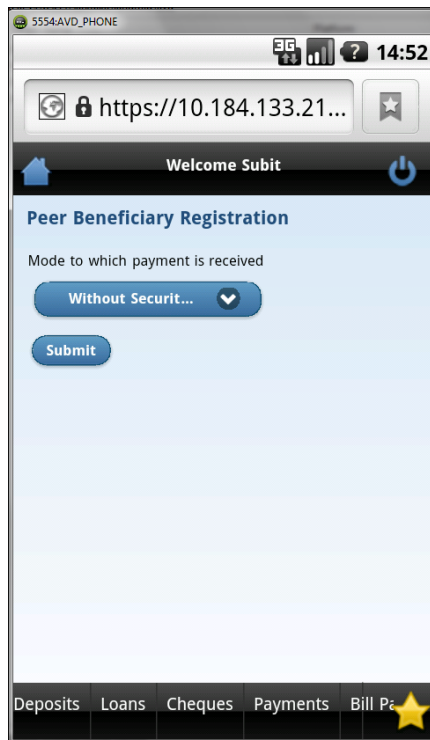 5554:AVD_PHONE
3G 14:52
https://10.184.133.21...
Welcome Subit
Peer Beneficiary Registration
Mode to which payment is received
Without Securit...
Submit
Deposits Loans Cheques Payments Bill